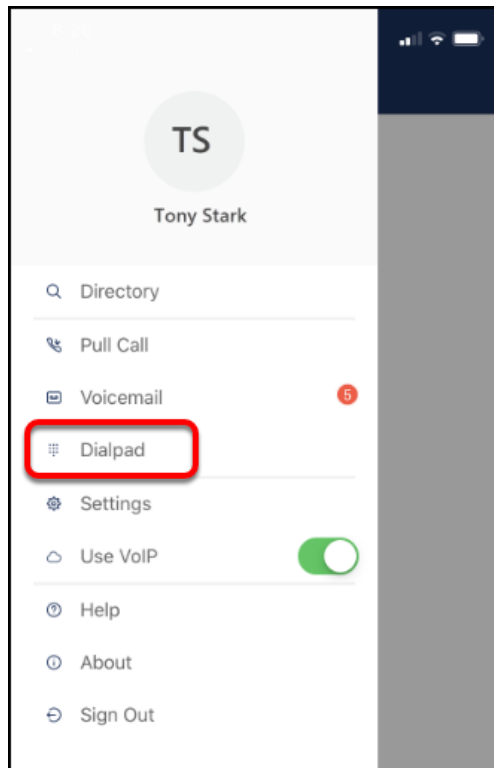 TS
Tony Stark
Directory
Pull Call
Voicemail 5
Dialpad
Settings
Use VoIP
Help
About
Sign Out